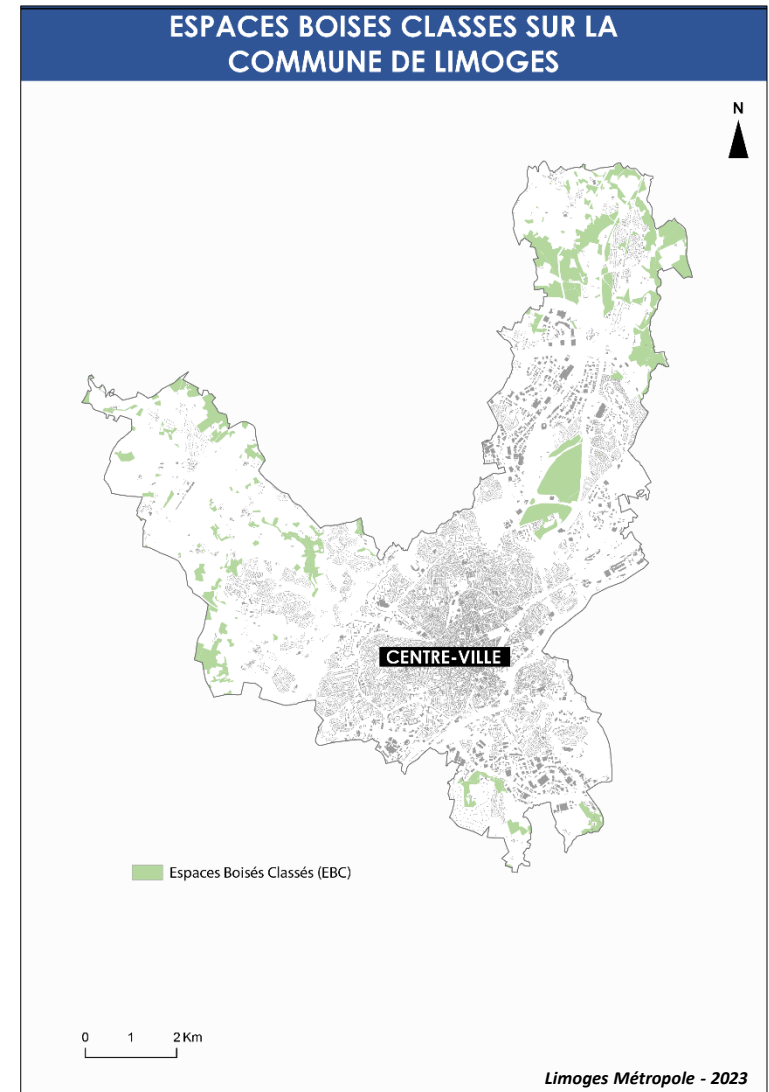 ESPACES BOISES CLASSES SUR LA
COMMUNE DE LIMOGES
N
CENTRE-VILLE
Espaces Boisés Classés (EBC)
0 1 2 Km
Limoges Métropole - 2023